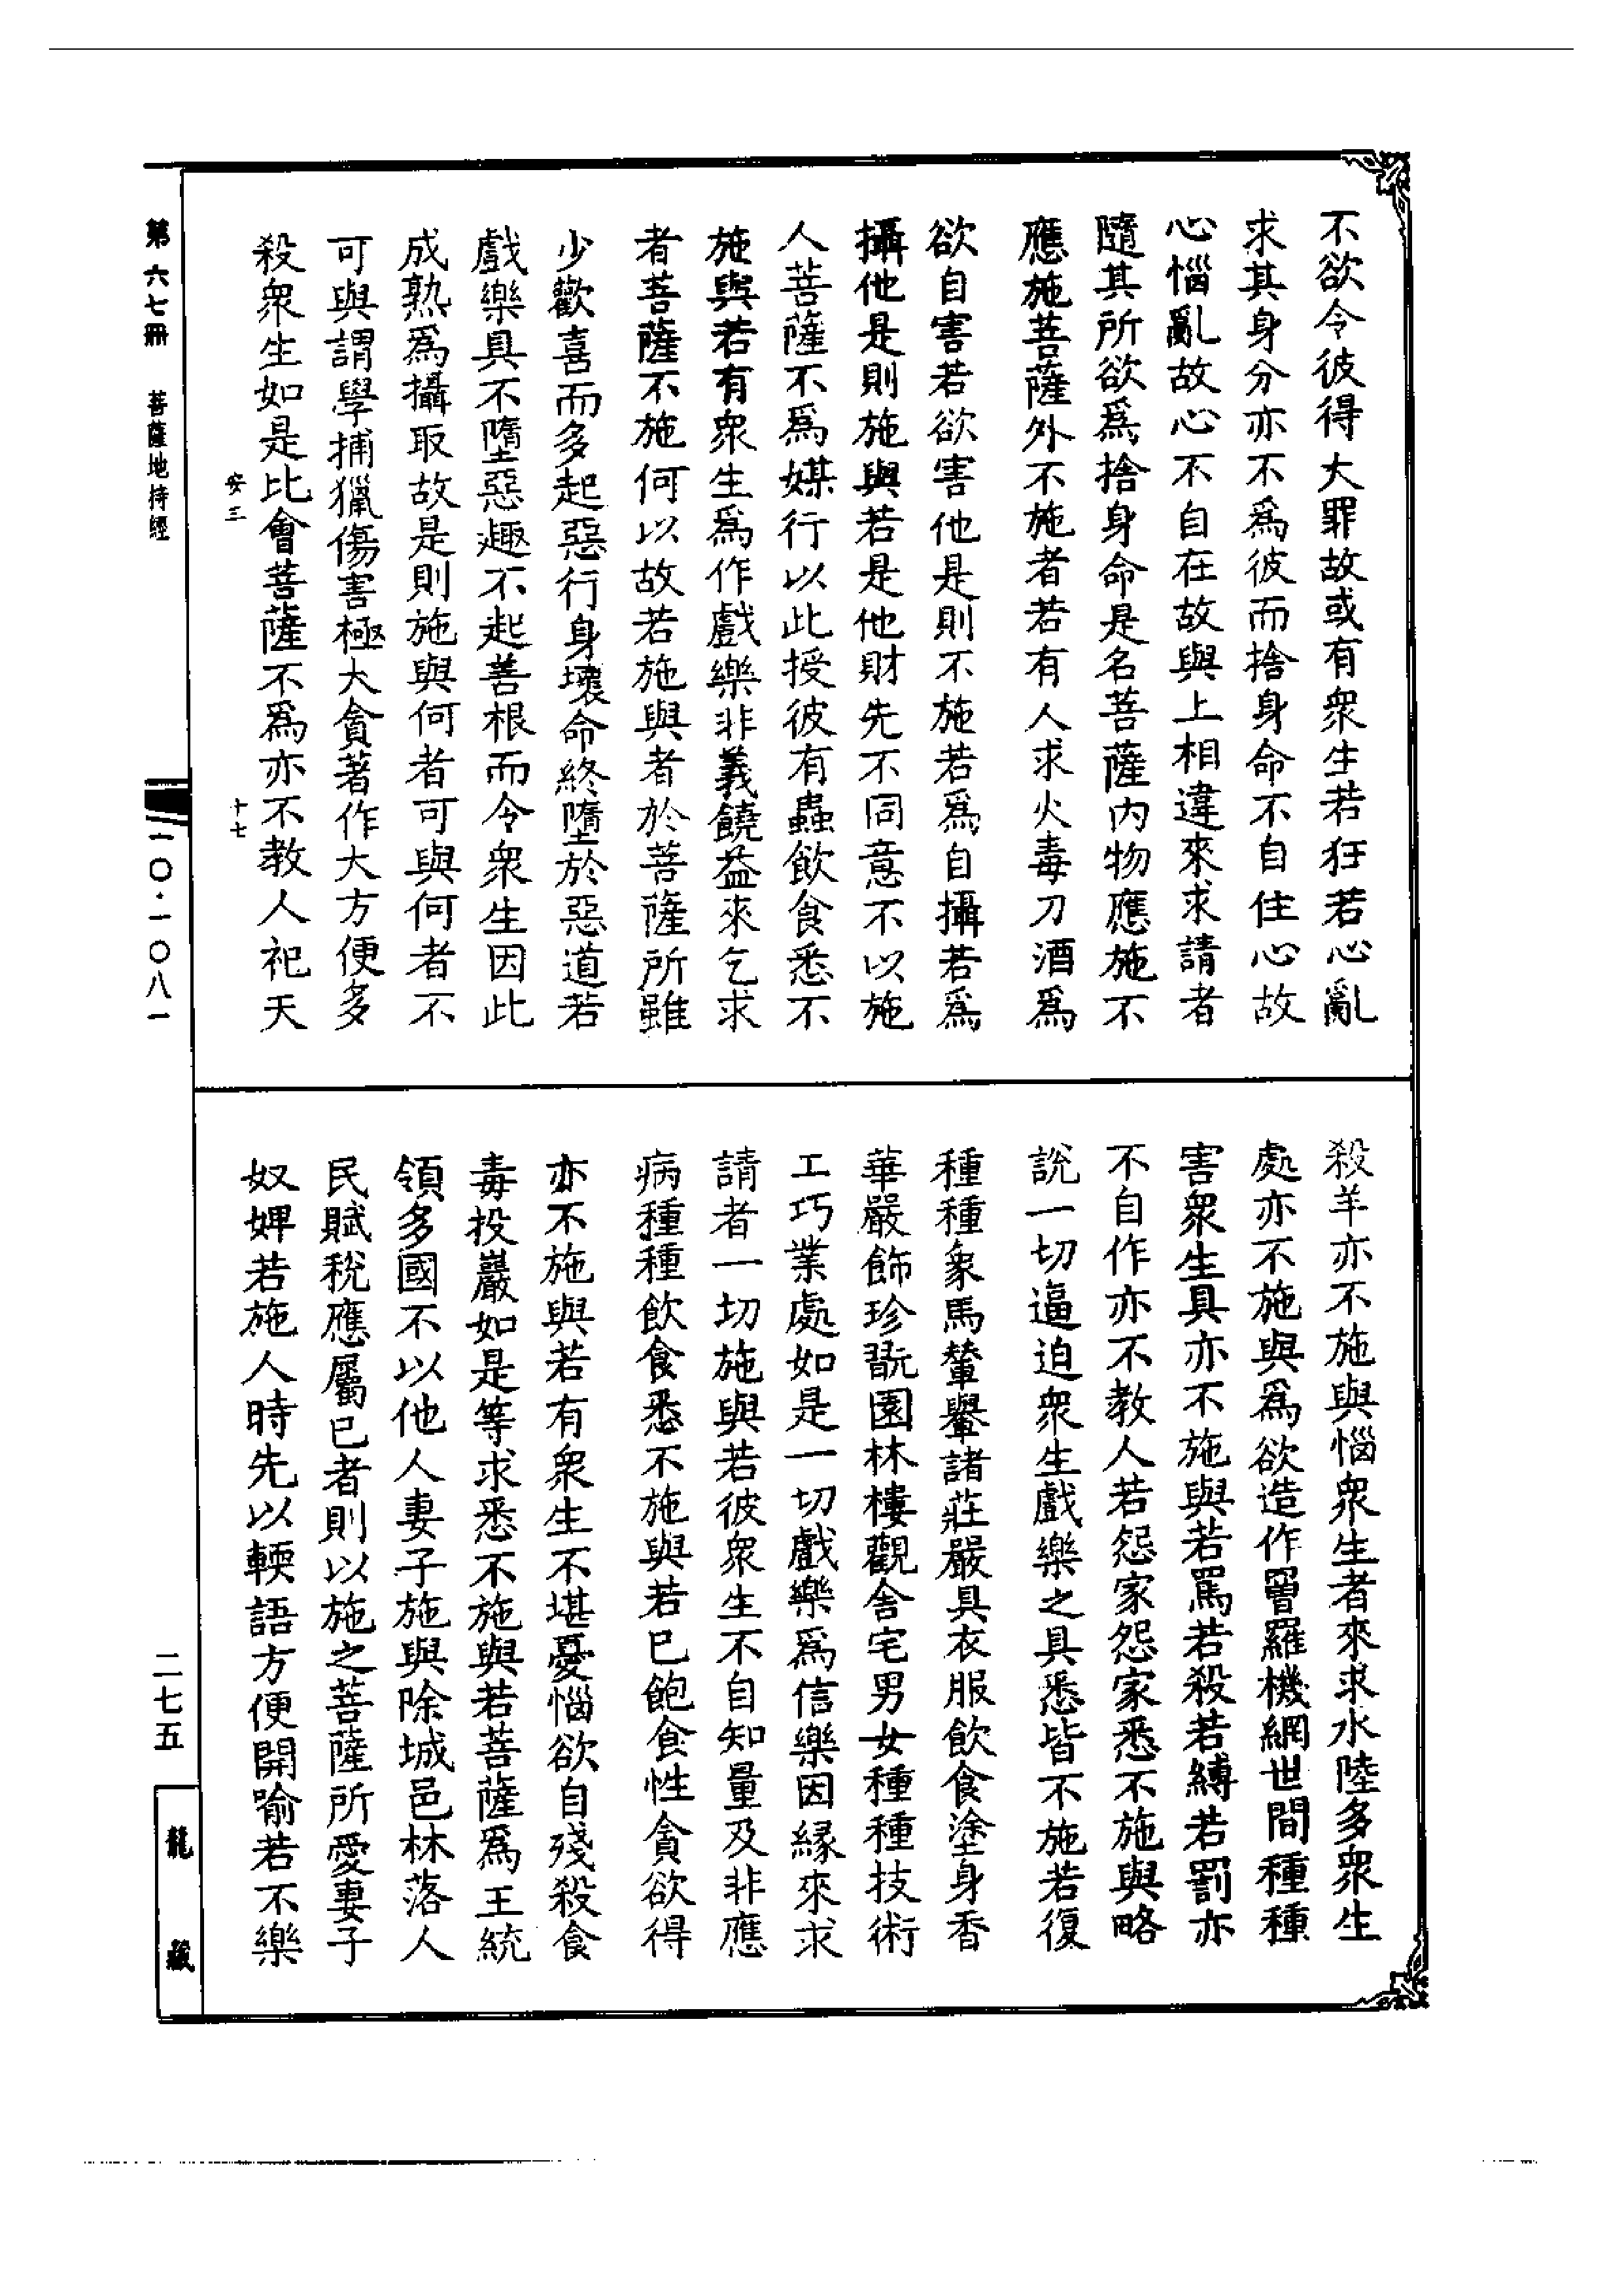 不欲令彼得大罪故或有衆生若狂若心亂
求其身分亦不爲彼而捨身命不自住心故
心惱亂故心不自在故與上相違來求請者
隨其所欲爲捨身命是名菩薩內物應施不
應施菩薩外不施者若有人求火毒刀酒爲
欲自害若欲害他是則不施若爲自攝若爲
攝他是則施與若是他財先不同意不以施
人菩薩不爲媒行以此授彼有蟲飲食悉不
施與若有衆生爲作戲樂非義饒益來乞求
者菩薩不施何以故若施與者於菩薩所雖
少歡喜而多起惡行身壞命終墮於惡道若
戲樂具不墮惡趣不起善根而令衆生因此
成熟爲攝取故是則施與何者可與何者不
可與謂學捕獵傷害極大貪著作大方便多
殺衆生如是比會菩薩不爲亦不教人祀天
殺羊亦不施與惱衆生者來求水陸多衆生
處亦不施與爲欲造作罾羅機網世間種種
害衆生具亦不施與若罵若殺若縛若罰亦
不自作亦不教人若怨家怨家悉不施與略
說一切逼迫衆生戲樂之具悉皆不施若復
種種象馬輦轝諸莊嚴具衣服飲食塗身香
華嚴飾珍翫園林樓觀舍宅男女種種技術
工巧業處如是一切戲樂爲信樂因緣來求
請者一切施與若彼衆生不自知量及非應
病種種飲食悉不施與若已飽食性貪欲得
亦不施與若有衆生不堪憂惱欲自殘殺食
毒投巖如是等求悉不施與若菩薩爲王統
領多國不以他人妻子施與除城邑林落人
民賦稅應屬己者則以施之菩薩所愛妻子
奴婢若施人時先以輭語方便開喻若不樂
安三
十七
第六七冊
菩薩地持經
一〇·一〇八一
二七五
龍藏